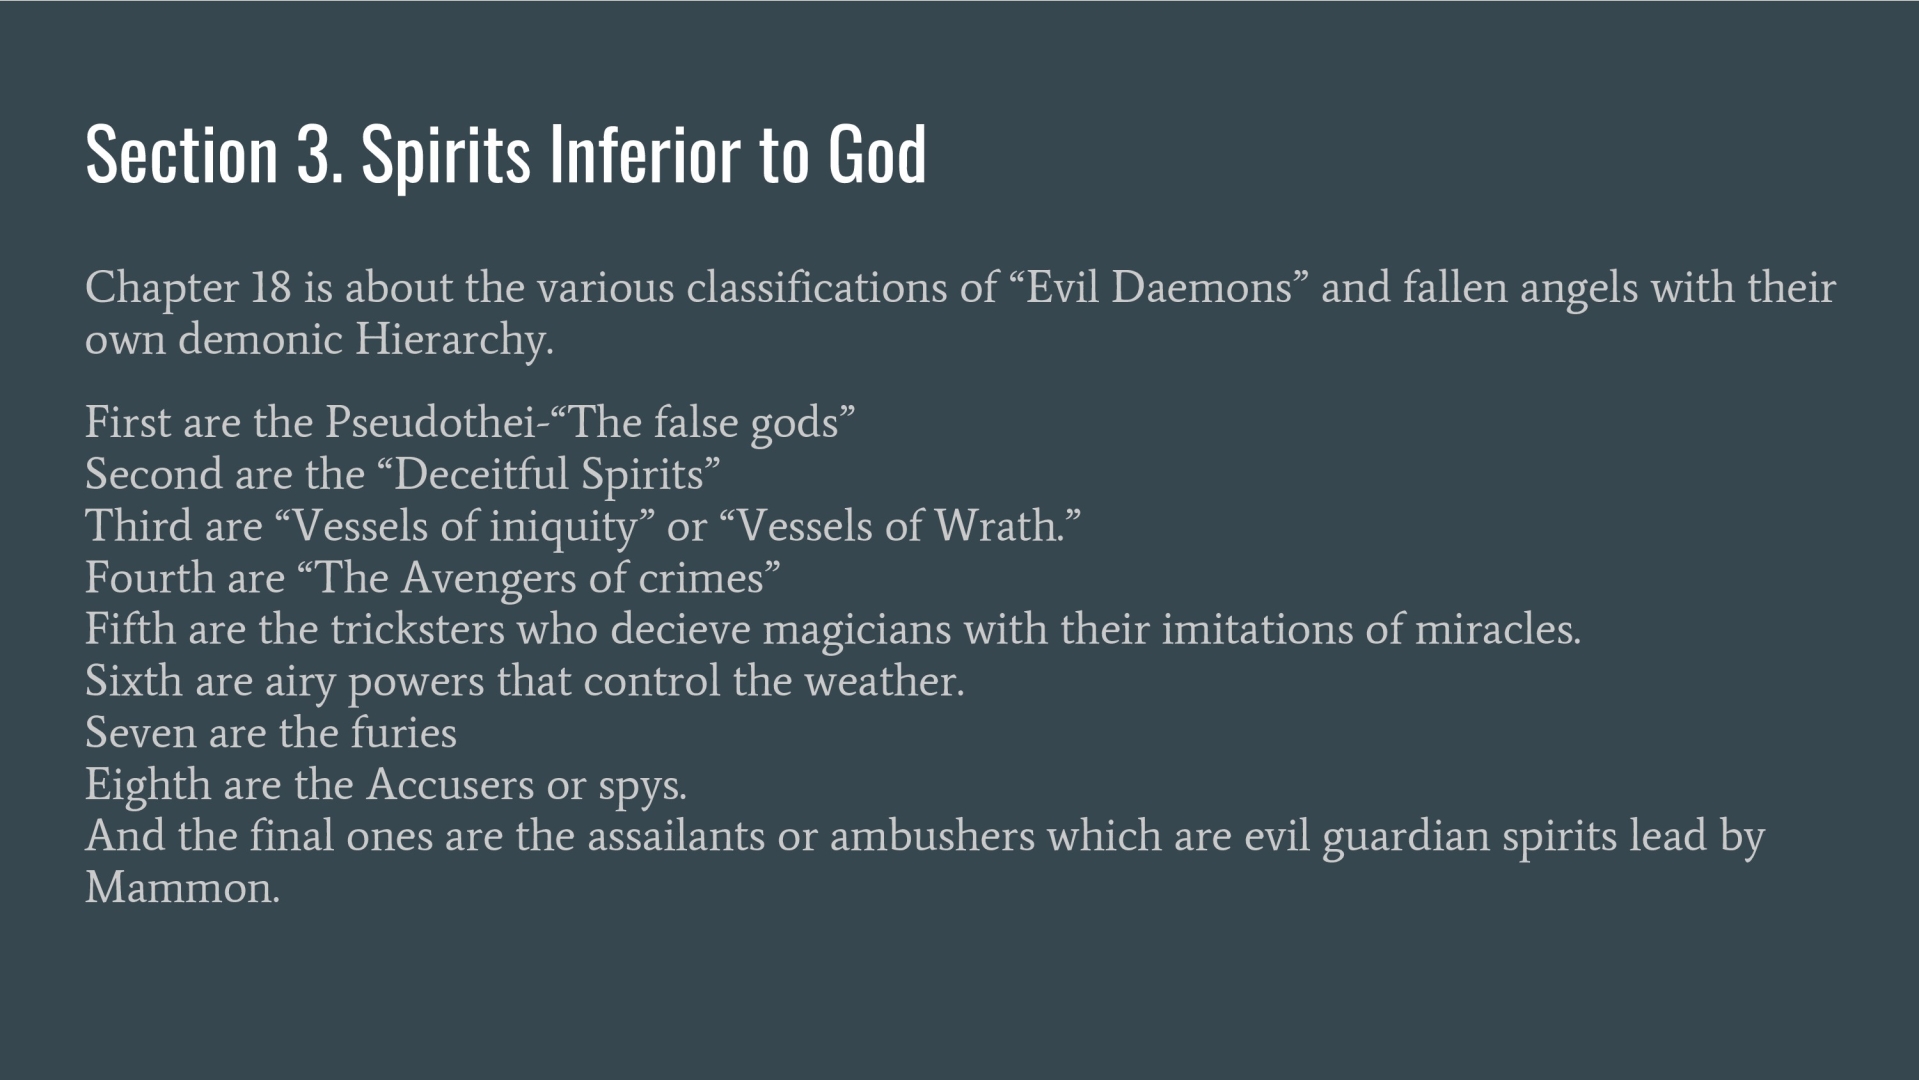 Section 3. Spirits Inferior to God
Chapter 18 is about the various classifications of “Evil Daemons” and fallen angels with their
own demonic Hierarchy.
First are the Pseudothei-“The false gods”
Second are the “Deceitful Spirits”
Third are “Vessels of iniquity” or “Vessels of Wrath.”
Fourth are “The Avengers of crimes”
Fifth are the tricksters who decieve magicians with their imitations of miracles.
Sixth are airy powers that control the weather.
Seven are the furies
Eighth are the Accusers or spys.
And the final ones are the assailants or ambushers which are evil guardian spirits lead by
Mammon.